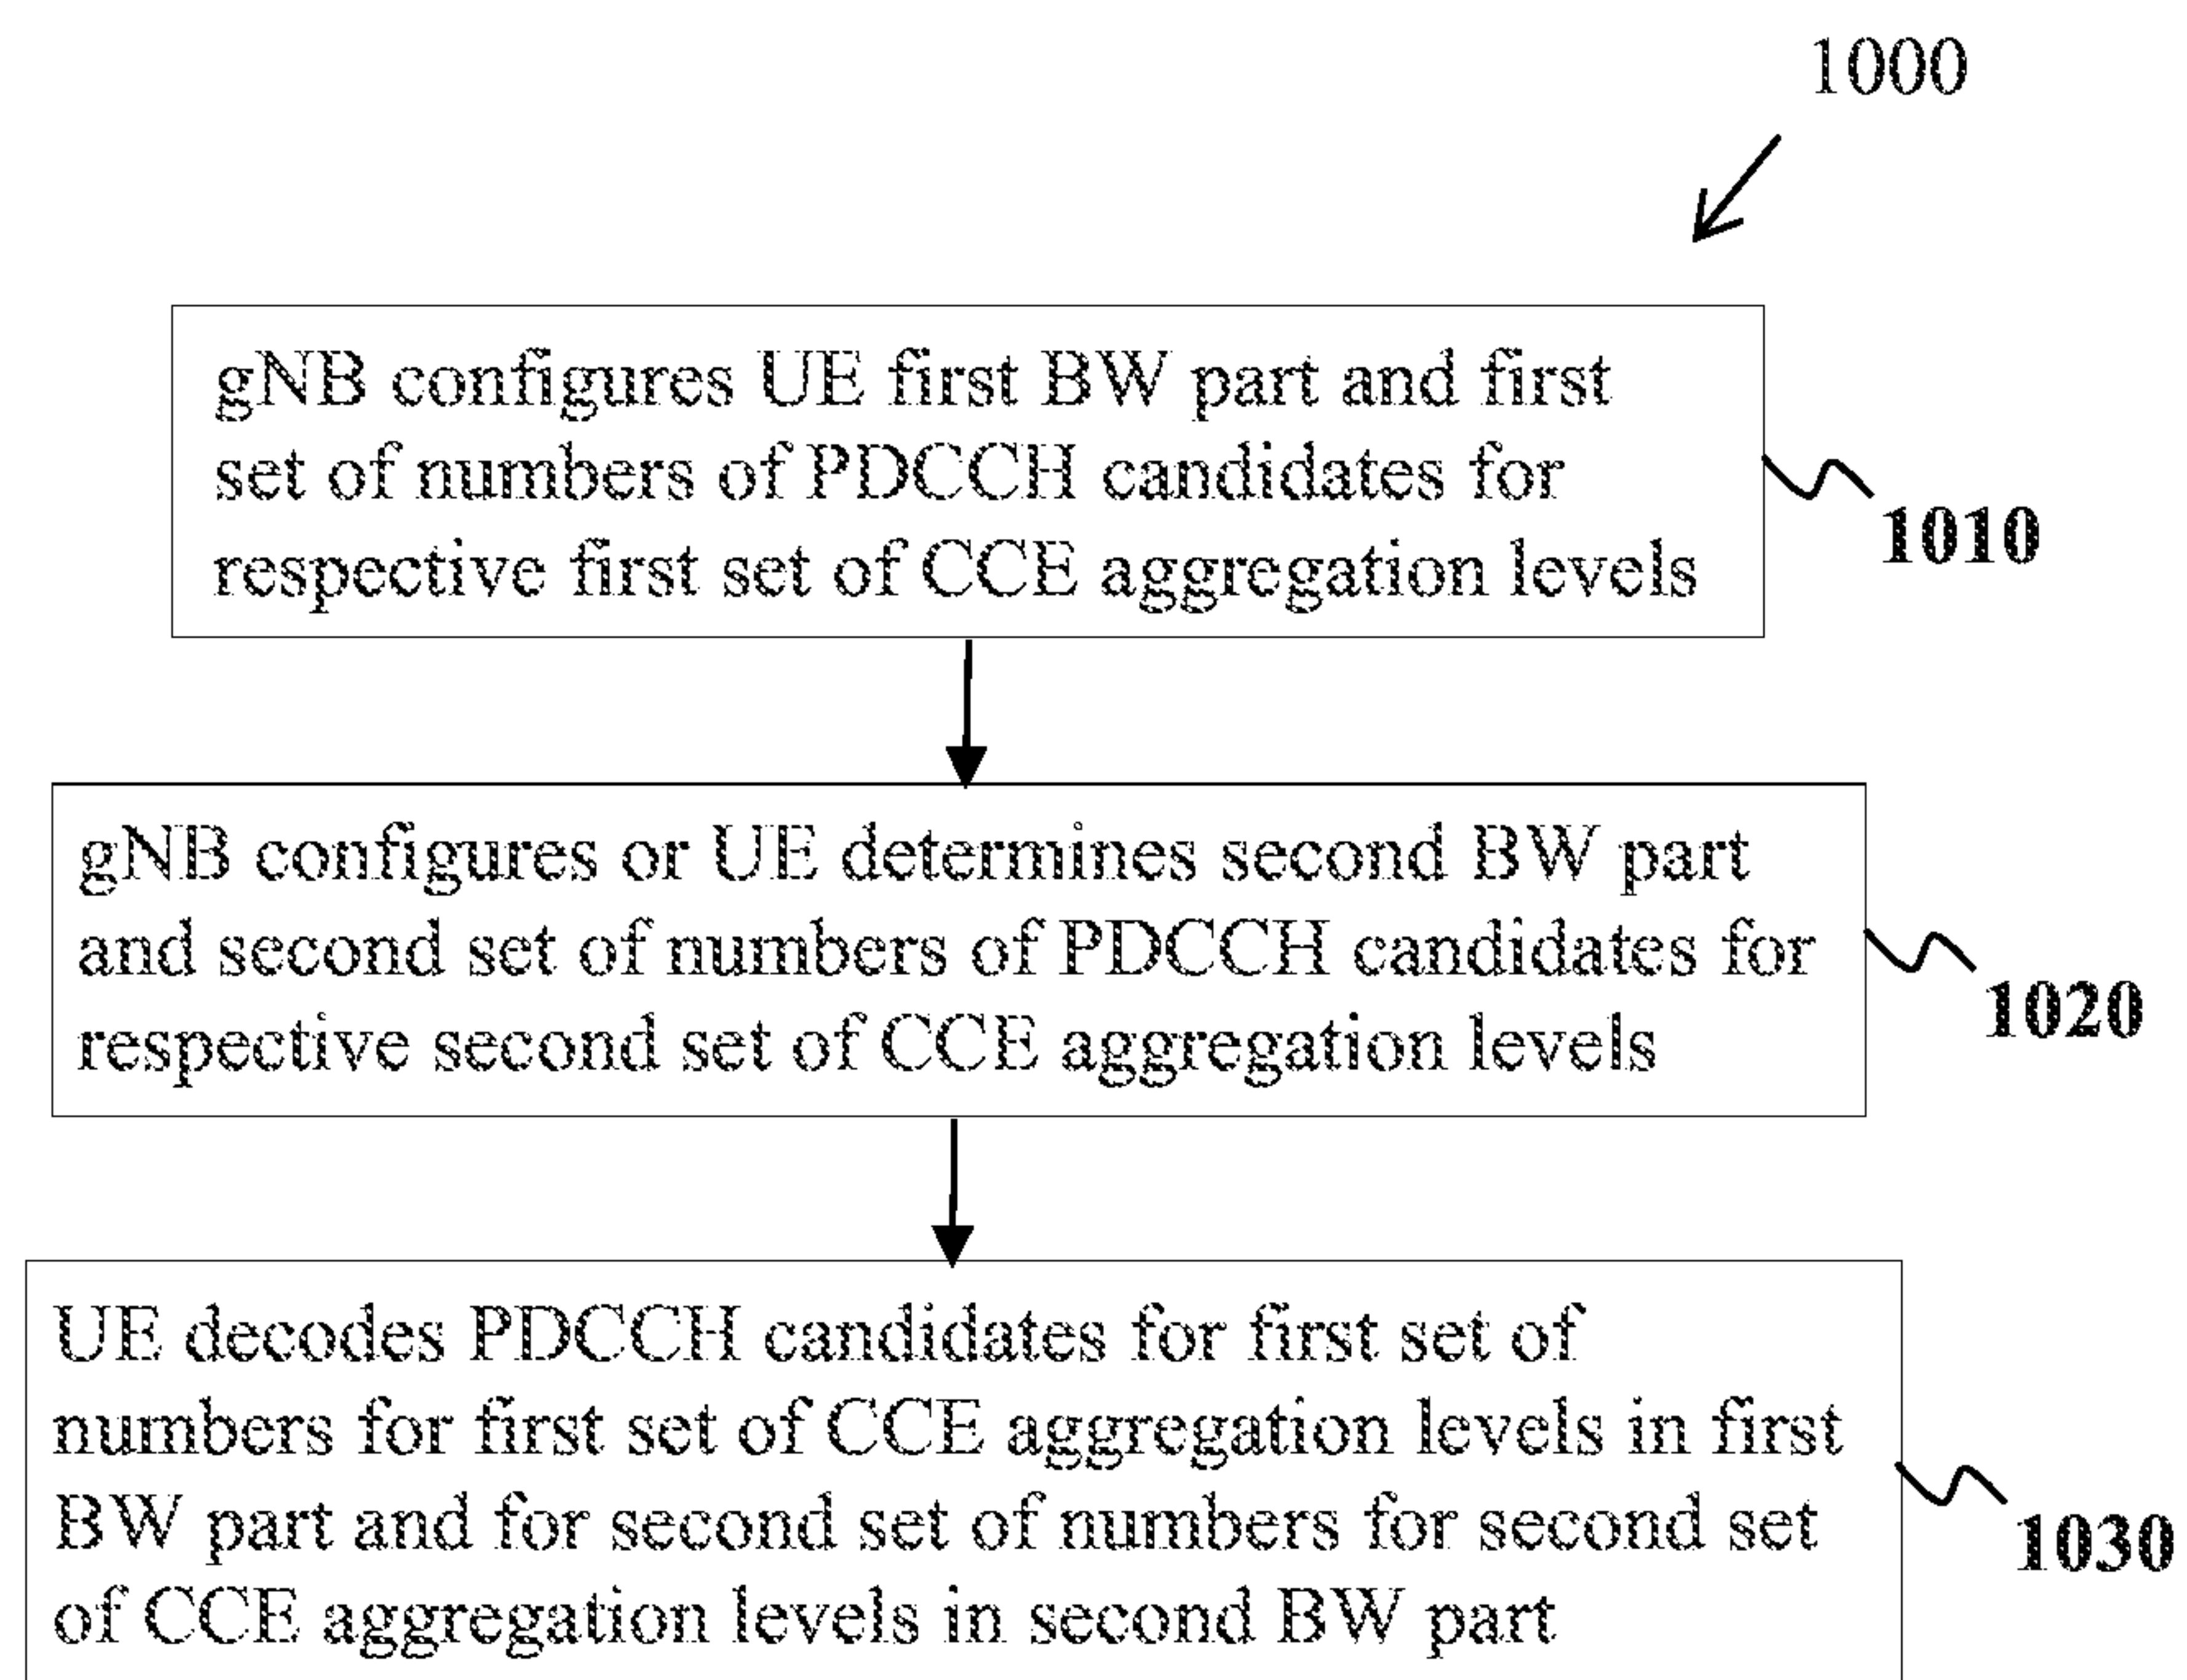 1000
gNB configures UE first BW part and first
set of numbers of PDCCH candidates for
respective first set of CCE aggregation levels
1010
gNB configures or UE determines second BW part
and second set of numbers of PDCCH candidates for
respective second set of CCE aggregation levels
1020
UE decodes PDCCH candidates for first set of
numbers for first set of CCE aggregation levels in first
BW part and for second set of numbers for second set
of CCE aggregation levels in second BW part
1030